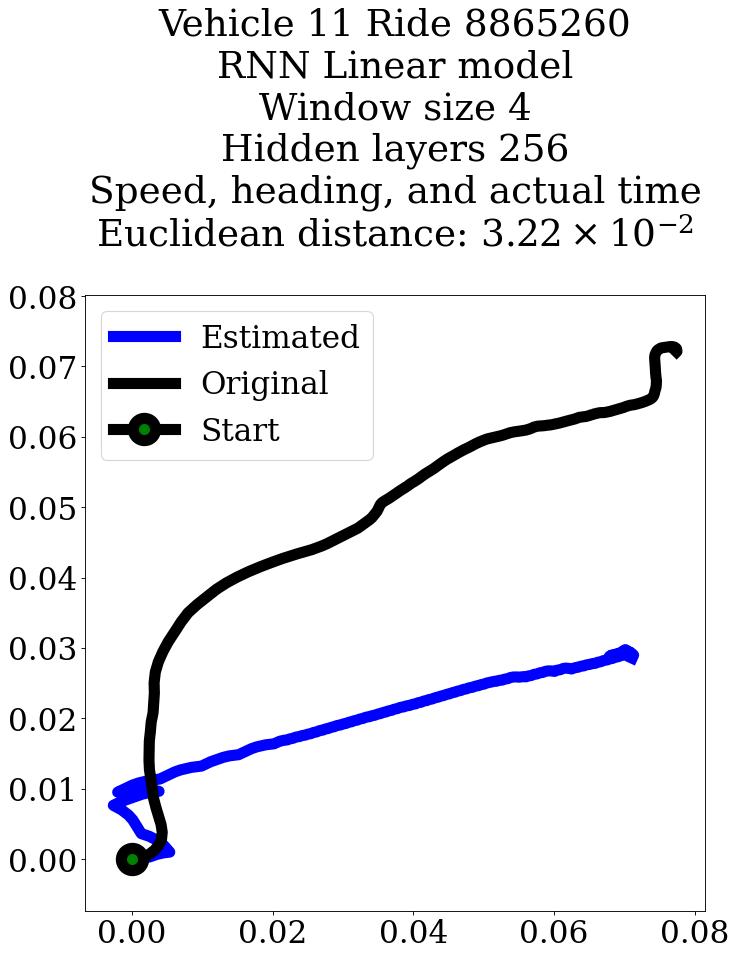 Vehicle 11 Ride 8865260
RNN Linear model
Window size 4
Hidden layers 256
Speed, heading, and actual time
Euclidean distance: 3.22 × 10⁻²
0.08
0.07
0.06
0.05
0.04
0.03
0.02
0.01
0.00
Estimated
Original
Start
0.00 0.02 0.04 0.06 0.08